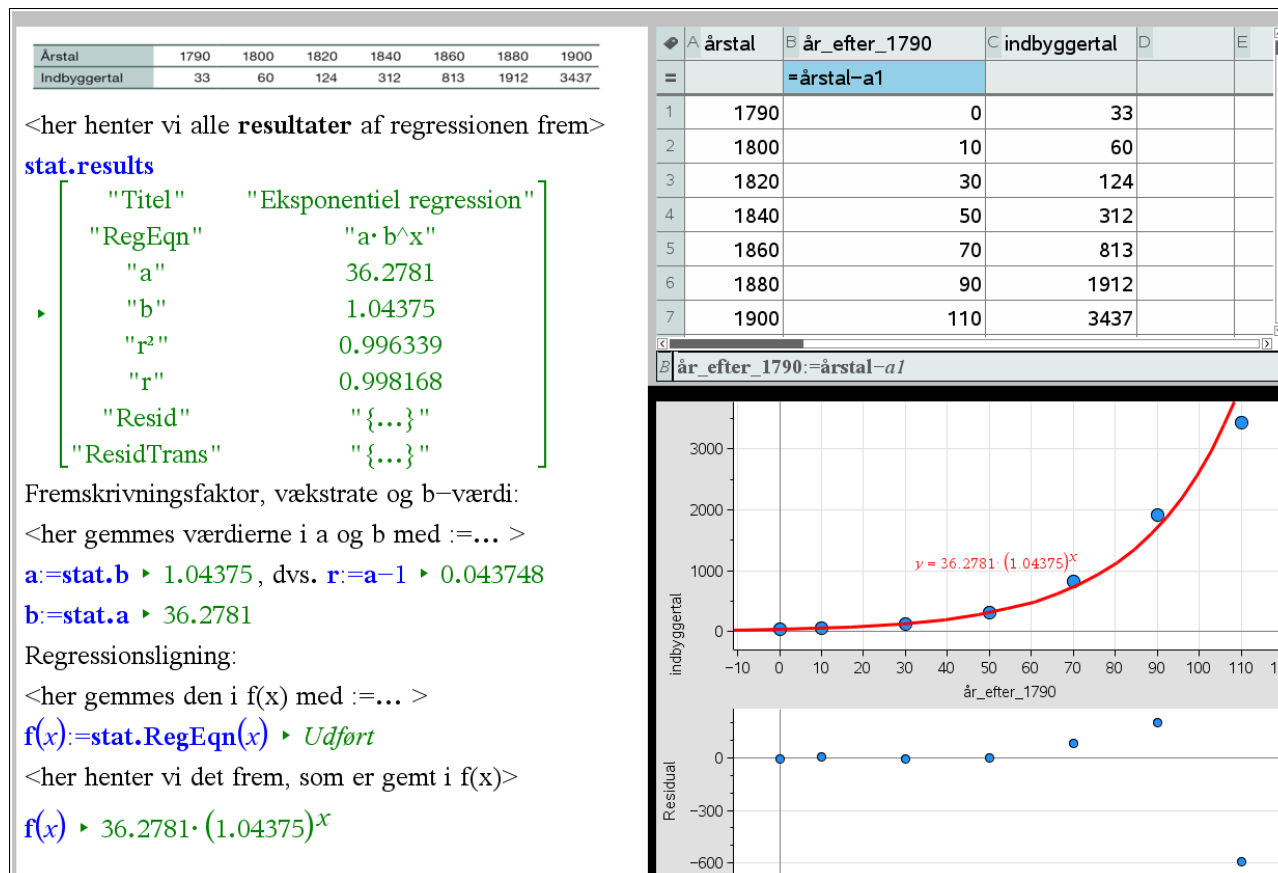 Årstal 1790 1800 1820 1840 1860 1880 1900
Indbyggertal 33 60 124 312 813 1912 3437
<her henter vi alle resultater af regressionen frem>
stat.results
"Titel" "Eksponentiel regression"
"RegEqn" "a·b^x"
"a" 36.2781
"b" 1.04375
"r²" 0.996339
"r" 0.998168
"Resid" "{...}"
"ResidTrans" "{...}"
Fremskrivningsfaktor, vækstrate og b−værdi:
<her gemmes værdierne i a og b med :=... >
a:=stat.b ▸ 1.04375, dvs. r:=a−1 ▸ 0.043748
b:=stat.a ▸ 36.2781
Regressionsligning:
<her gemmes den i f(x) med :=... >
f(x):=stat.RegEqn(x) ▸ Udført
<her henter vi det frem, som er gemt i f(x)>
f(x) ▸ 36.2781·(1.04375)^x
A årstal B år_efter_1790 C indbyggertal D E
= =årstal−a1
1 1790 0 33
2 1800 10 60
3 1820 30 124
4 1840 50 312
5 1860 70 813
6 1880 90 1912
7 1900 110 3437
B år_efter_1790:=årstal−a1
3000
2000
1000
0
indbyggertal
y = 36.2781·(1.04375)^x
−10 0 10 20 30 40 50 60 70 80 90 100 110
år_efter_1790
Residual
0
−300
−600